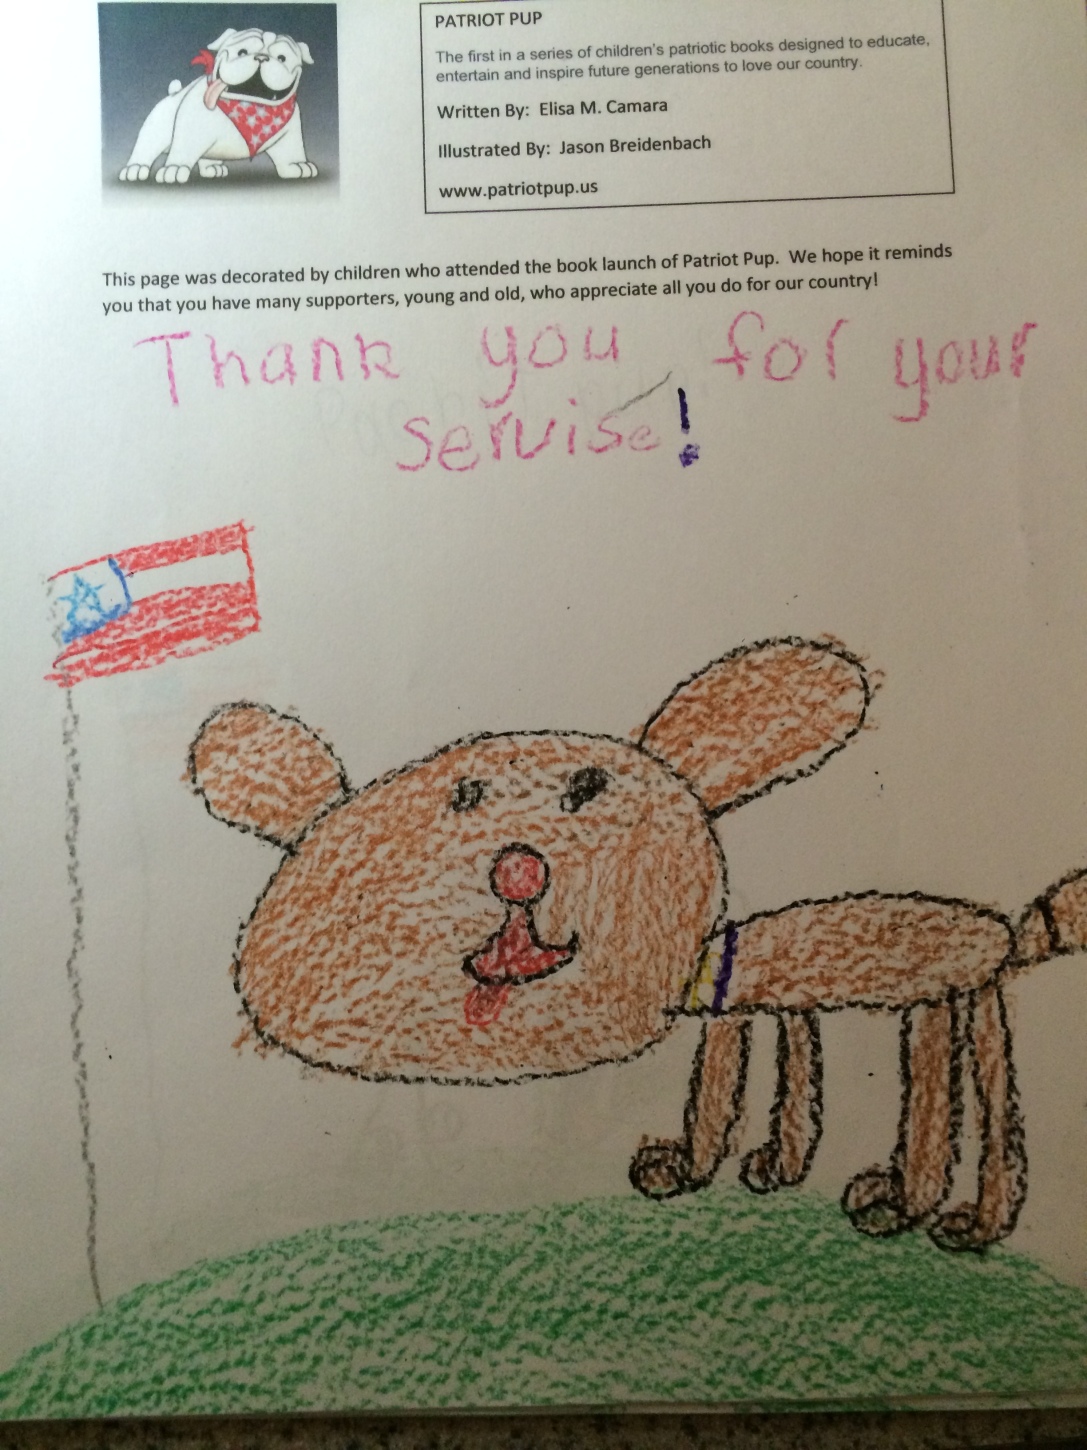 PATRIOT PUP
The first in a series of children's patriotic books designed to educate,
entertain and inspire future generations to love our country.
Written By: Elisa M. Camara
Illustrated By: Jason Breidenbach
www.patriotpup.us
This page was decorated by children who attended the book launch of Patriot Pup. We hope it reminds
you that you have many supporters, young and old, who appreciate all you do for our country!
Thank you for your
servise!